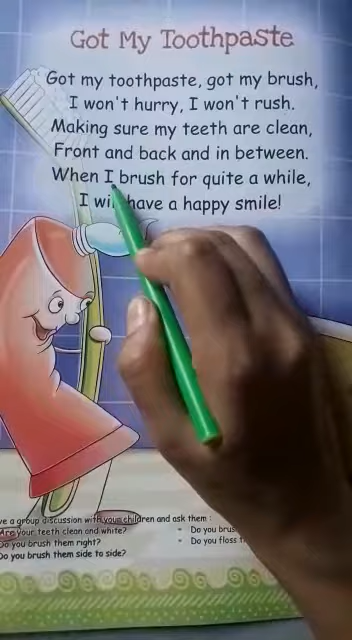 Got My Toothpaste
Got my toothpaste, got my brush,
I won't hurry, I won't rush.
Making sure my teeth are clean,
Front and back and in between.
When I brush for quite a while,
I have a happy smile!
a group discussion with your children and ask them :
Are your teeth clean and white?
Do you brush them right?
Do you brush them side to side?
Do you
Do you floss